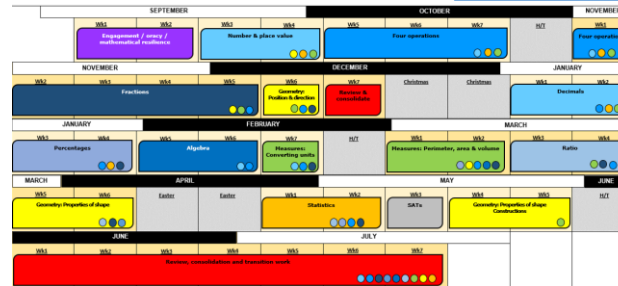 SEPTEMBER OCTOBER NOVEMBER
Wk1 Wk2 Wk3 Wk4 Wk5 Wk6 Wk7 H/T Wk1
Engagement / oracy / mathematical resilience
Number & place value
Four operations
Four operations
NOVEMBER DECEMBER JANUARY
Wk2 Wk3 Wk4 Wk5 Wk6 Wk7 Christmas Christmas Wk1 Wk2
Fractions
Geometry: Position & direction
Review & consolidate
Decimals
JANUARY FEBRUARY MARCH
Wk3 Wk4 Wk5 Wk6 Wk7 H/T Wk1 Wk2 Wk3 Wk4
Percentages
Algebra
Measures: Converting units
Measures: Perimeter, area & volume
Ratio
MARCH APRIL MAY JUNE
Wk5 Wk6 Easter Easter Wk1 Wk2 Wk3 Wk4 Wk5 H/T
Geometry: Properties of shape
Statistics
SATs
Geometry: Properties of shape
Constructions
JUNE JULY
Wk1 Wk2 Wk3 Wk4 Wk5 Wk6 Wk7
Review, consolidation and transition work